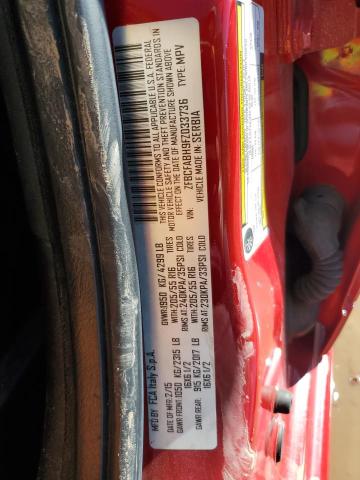 MFD BY FCA Italy S.p.A.
DATE OF MFR: 2/15 GVWR:1950 KG/4299 LB
GAWR FRONT:1050 KG/2315 LB WITH:205/55 R16 TIRES
16X6 1/2 RIMS AT:240KPA/35PSI COLD
GAWR REAR: 915 KG/2017 LB WITH:205/55 R16 TIRES
16X6 1/2 RIMS AT:230KPA/33PSI COLD
THIS VEHICLE CONFORMS TO ALL APPLICABLE U.S.A. FEDERAL
MOTOR VEHICLE SAFETY AND THEFT PREVENTION STANDARDS IN
EFFECT ON THE DATE OF MANUFACTURE SHOWN ABOVE.
VIN: ZFBCFABH9FZ033736 TYPE: MPV
VEHICLE MADE IN: SERBIA